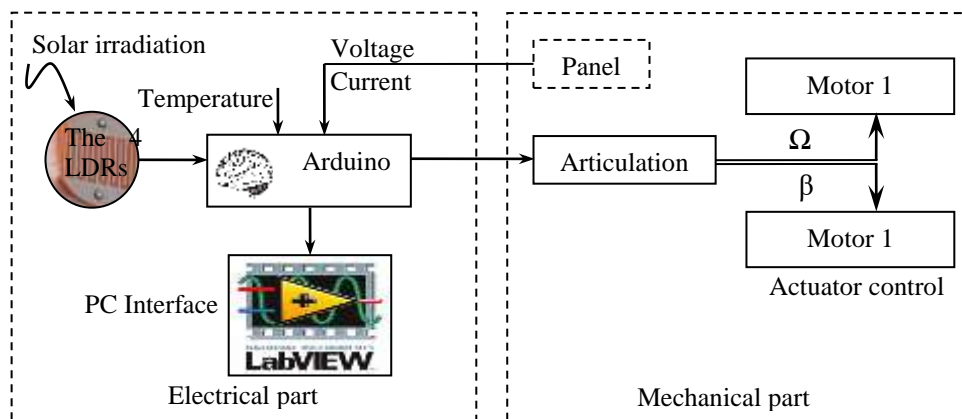 Solar irradiation
Voltage
Current
Temperature
Panel
Motor 1
The 4
LDRs
Arduino
Articulation
Ω
β
Motor 1
Actuator control
PC Interface
LabVIEW
Electrical part
Mechanical part